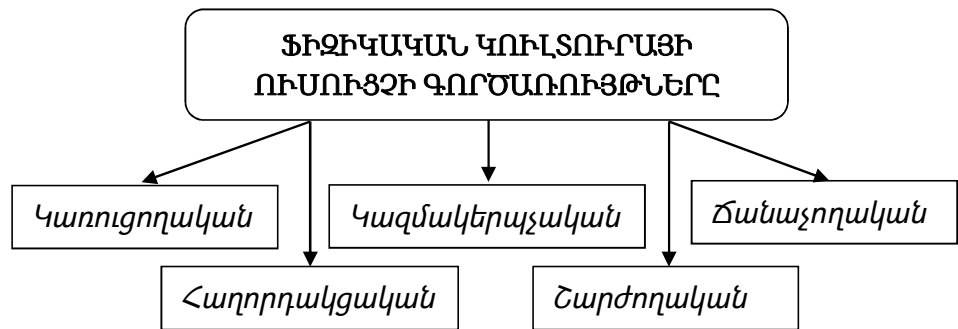 ՖԻԶԻԿԱԿԱՆ ԿՈՒԼՏՈՒՐԱՅԻ
ՈՒՍՈՒՑՉԻ ԳՈՐԾԱՌՈՒՅԹՆԵՐԸ
Կառուցողական
Կազմակերպչական
Ճանաչողական
Հաղորդակցական
Շարժողական